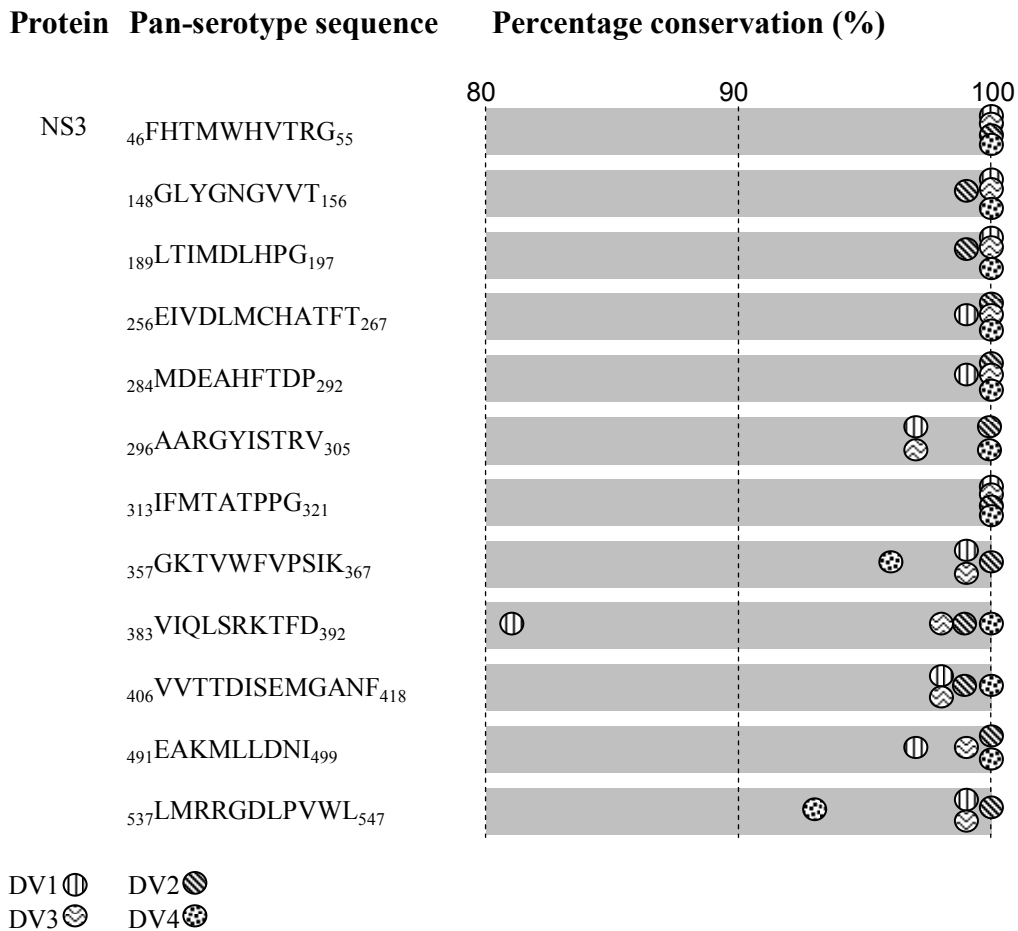 Protein Pan-serotype sequence Percentage conservation (%)
80 90 100
NS3 46FHTMWHVTRG55
148GLYGNGVVT156
189LTIMDLHPG197
256EIVDLMCHATFT267
284MDEAHFTDP292
296AARGYISTRV305
313IFMTATPPG321
357GKTVWFVPSIK367
383VIQLSRKTFD392
406VVTTDISEMGANF418
491EAKMLLDNI499
537LMRRGDLPVWL547
DV1 DV2
DV3 DV4